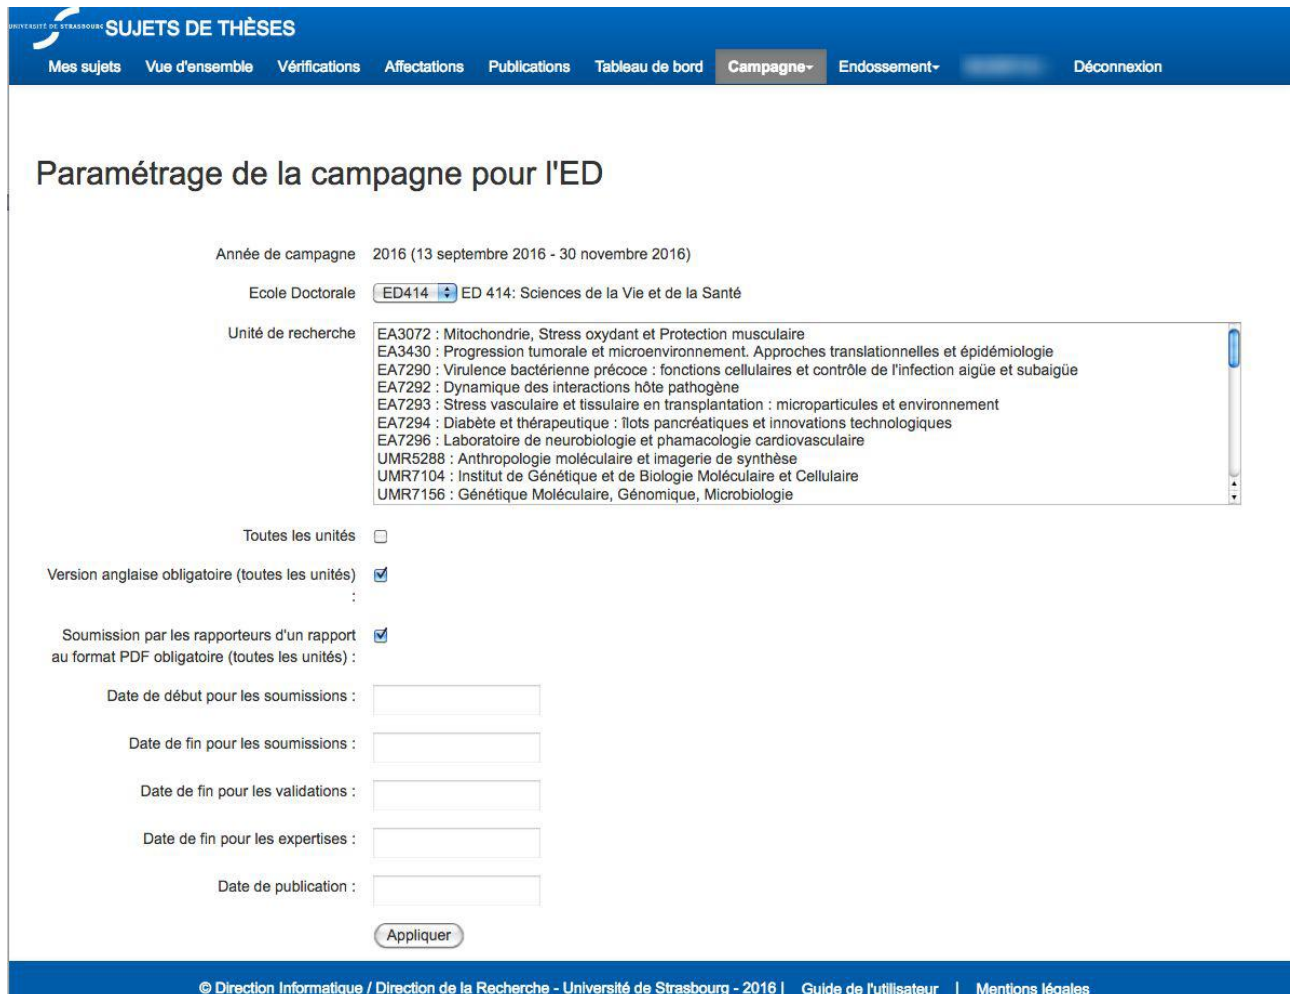 UNIVERSITÉ DE STRASBOURG SUJETS DE THÈSES
Mes sujets Vue d'ensemble Vérifications Affectations Publications Tableau de bord Campagne Endossement Déconnexion
Paramétrage de la campagne pour l'ED
Année de campagne 2016 (13 septembre 2016 - 30 novembre 2016)
Ecole Doctorale ED414 ED 414: Sciences de la Vie et de la Santé
Unité de recherche EA3072 : Mitochondrie, Stress oxydant et Protection musculaire
EA3430 : Progression tumorale et microenvironnement. Approches translationnelles et épidémiologie
EA7290 : Virulence bactérienne précoce : fonctions cellulaires et contrôle de l'infection aigüe et subaigüe
EA7292 : Dynamique des interactions hôte pathogène
EA7293 : Stress vasculaire et tissulaire en transplantation : microparticules et environnement
EA7294 : Diabète et thérapeutique : îlots pancréatiques et innovations technologiques
EA7296 : Laboratoire de neurobiologie et phamacologie cardiovasculaire
UMR5288 : Anthropologie moléculaire et imagerie de synthèse
UMR7104 : Institut de Génétique et de Biologie Moléculaire et Cellulaire
UMR7156 : Génétique Moléculaire, Génomique, Microbiologie
Toutes les unités
Version anglaise obligatoire (toutes les unités)
:
Soumission par les rapporteurs d'un rapport
au format PDF obligatoire (toutes les unités) :
Date de début pour les soumissions :
Date de fin pour les soumissions :
Date de fin pour les validations :
Date de fin pour les expertises :
Date de publication :
Appliquer
© Direction Informatique / Direction de la Recherche - Université de Strasbourg - 2016 | Guide de l'utilisateur | Mentions légales